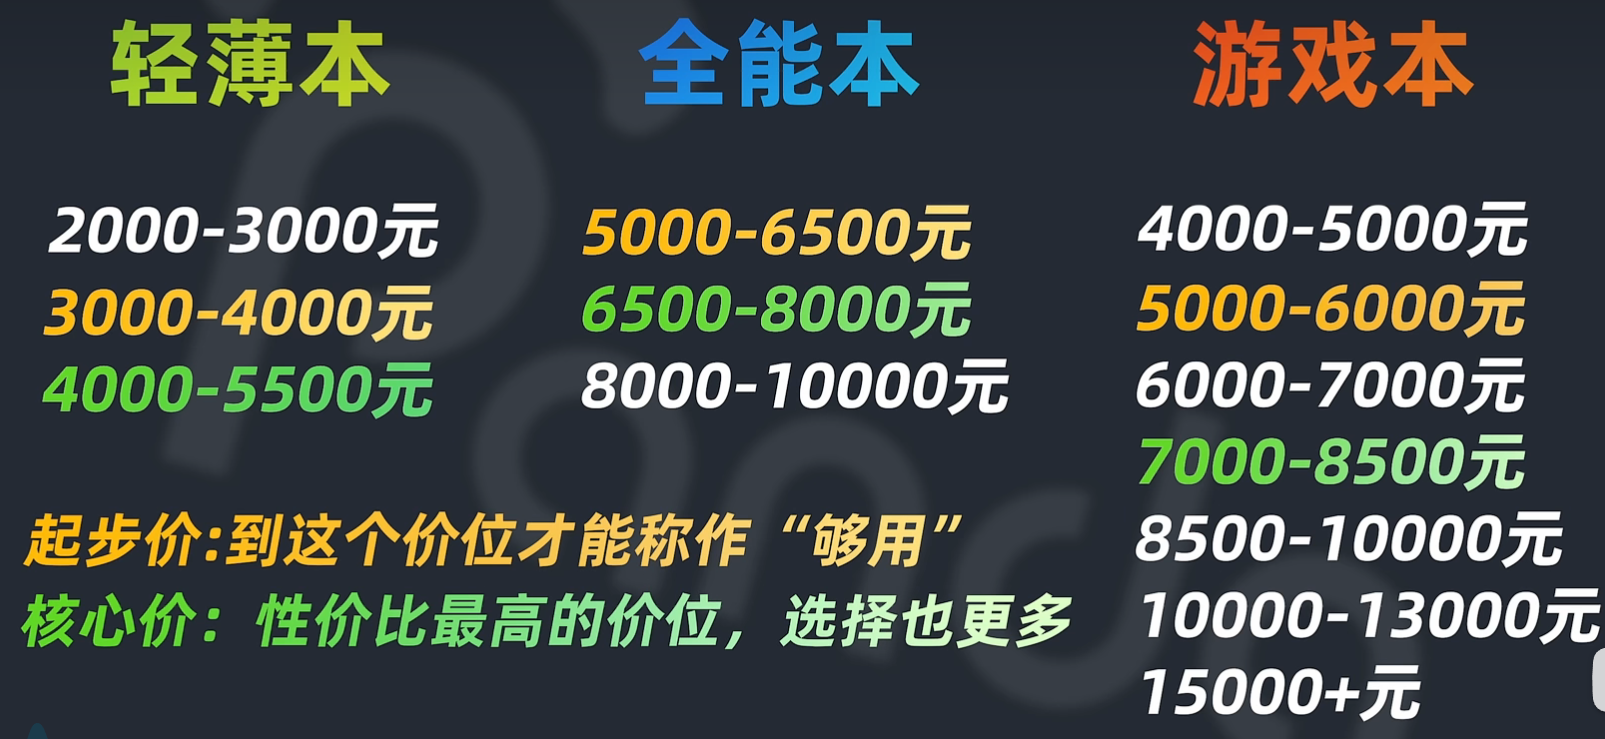 轻薄本
全能本
游戏本
2000-3000元
5000-6500元
4000-5000元
3000-4000元
6500-8000元
5000-6000元
4000-5500元
8000-10000元
6000-7000元
7000-8500元
起步价:到这个价位才能称作“够用”
8500-10000元
核心价：性价比最高的价位，选择也更多
10000-13000元
15000+元